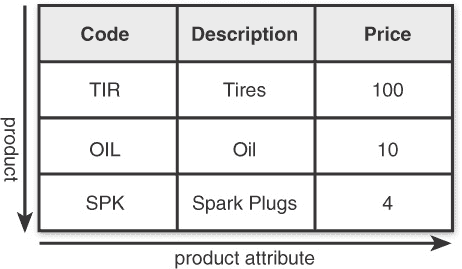 Code Description Price
TIR Tires 100
OIL Oil 10
SPK Spark Plugs 4
product
product attribute